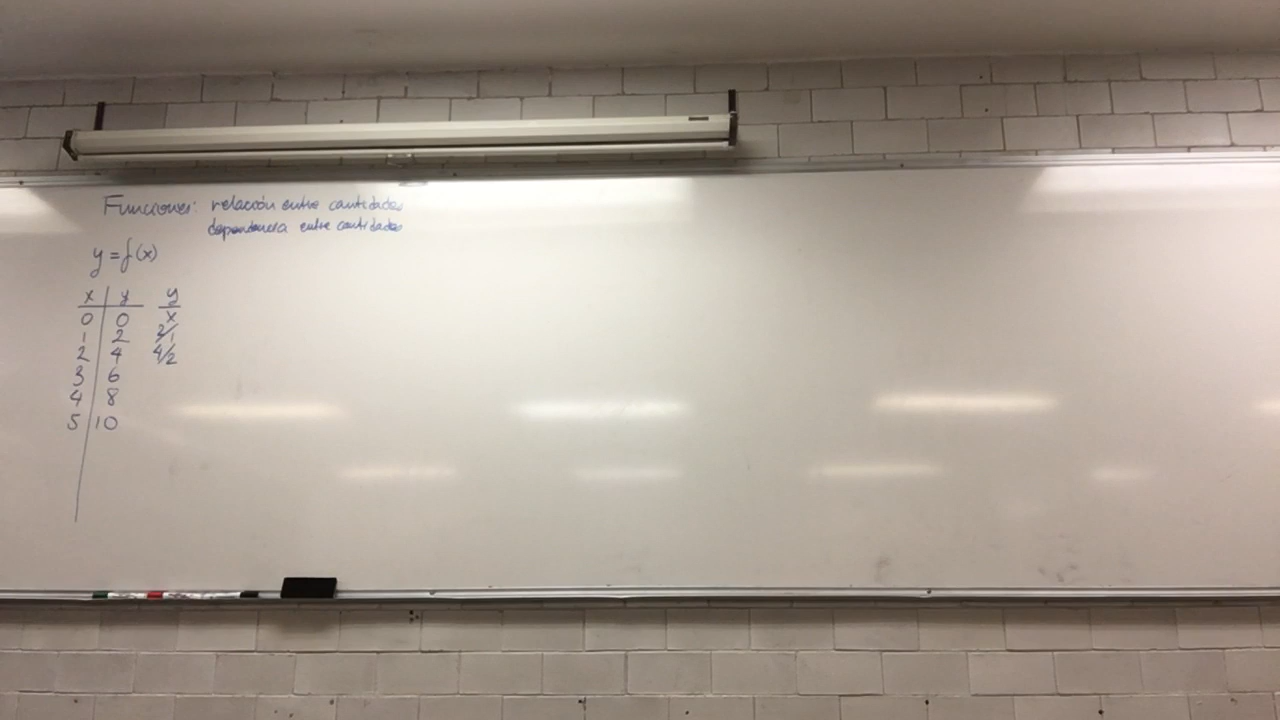 Funciones: relación entre cantidades
dependencia entre cantidades
y = f(x)
x | y y/x
0 | 0
1 | 2 2/1
2 | 4 4/2
3 | 6
4 | 8
5 | 10